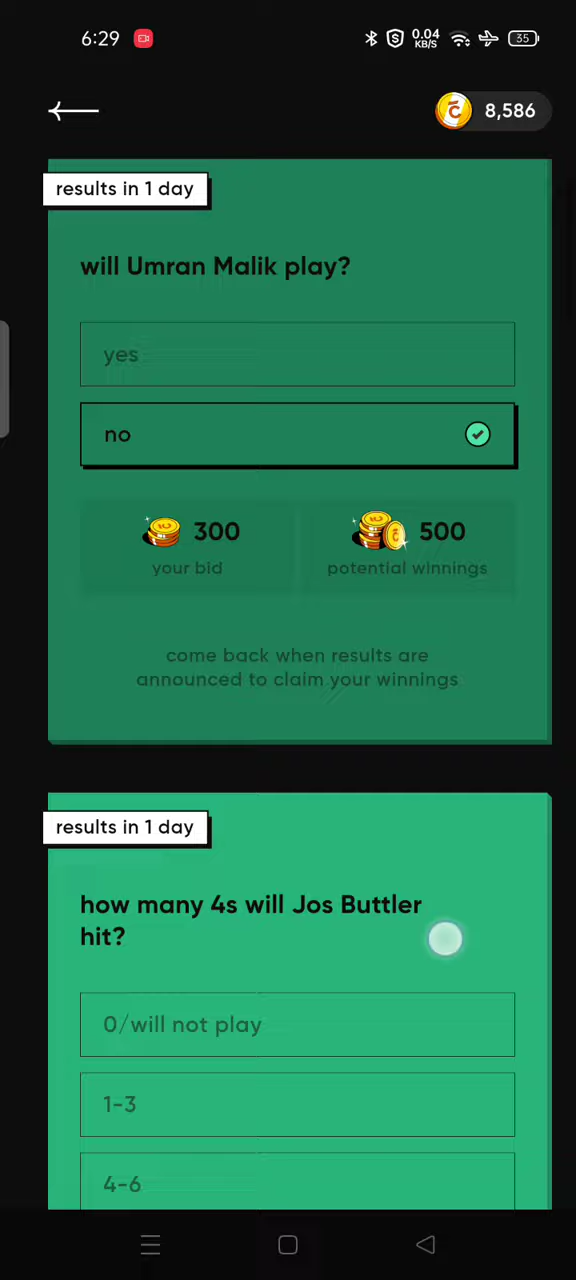 6:29
0.04
KB/S
35
8,586
results in 1 day
will Umran Malik play?
yes
no
300
500
your bid
potential winnings
come back when results are
announced to claim your winnings
results in 1 day
how many 4s will Jos Buttler
hit?
0/will not play
1-3
4-6